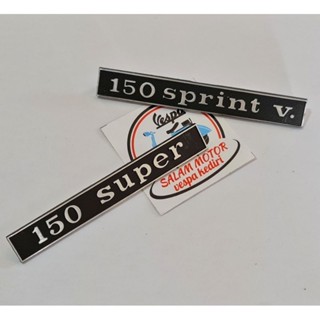 150 sprint v.
Vespa
150 super
SALAM MOTOR
vespa kediri